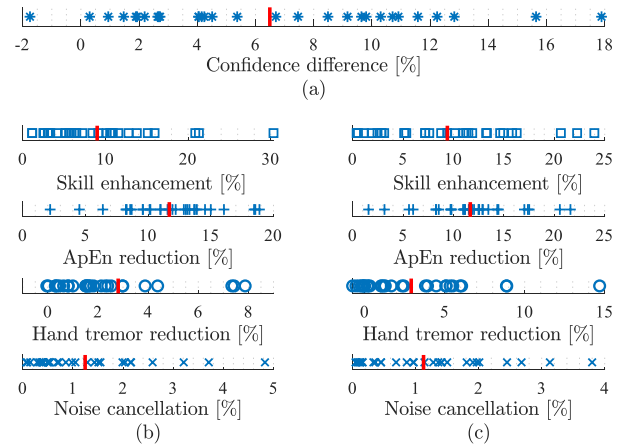 -2 0 2 4 6 8 10 12 14 16 18
Confidence difference [%]
(a)
0 10 20 30
Skill enhancement [%]
0 5 10 15 20
ApEn reduction [%]
0 2 4 6 8
Hand tremor reduction [%]
0 1 2 3 4 5
Noise cancellation [%]
(b)
0 5 10 15 20 25
Skill enhancement [%]
0 5 10 15 20 25
ApEn reduction [%]
0 5 10 15
Hand tremor reduction [%]
0 1 2 3 4
Noise cancellation [%]
(c)